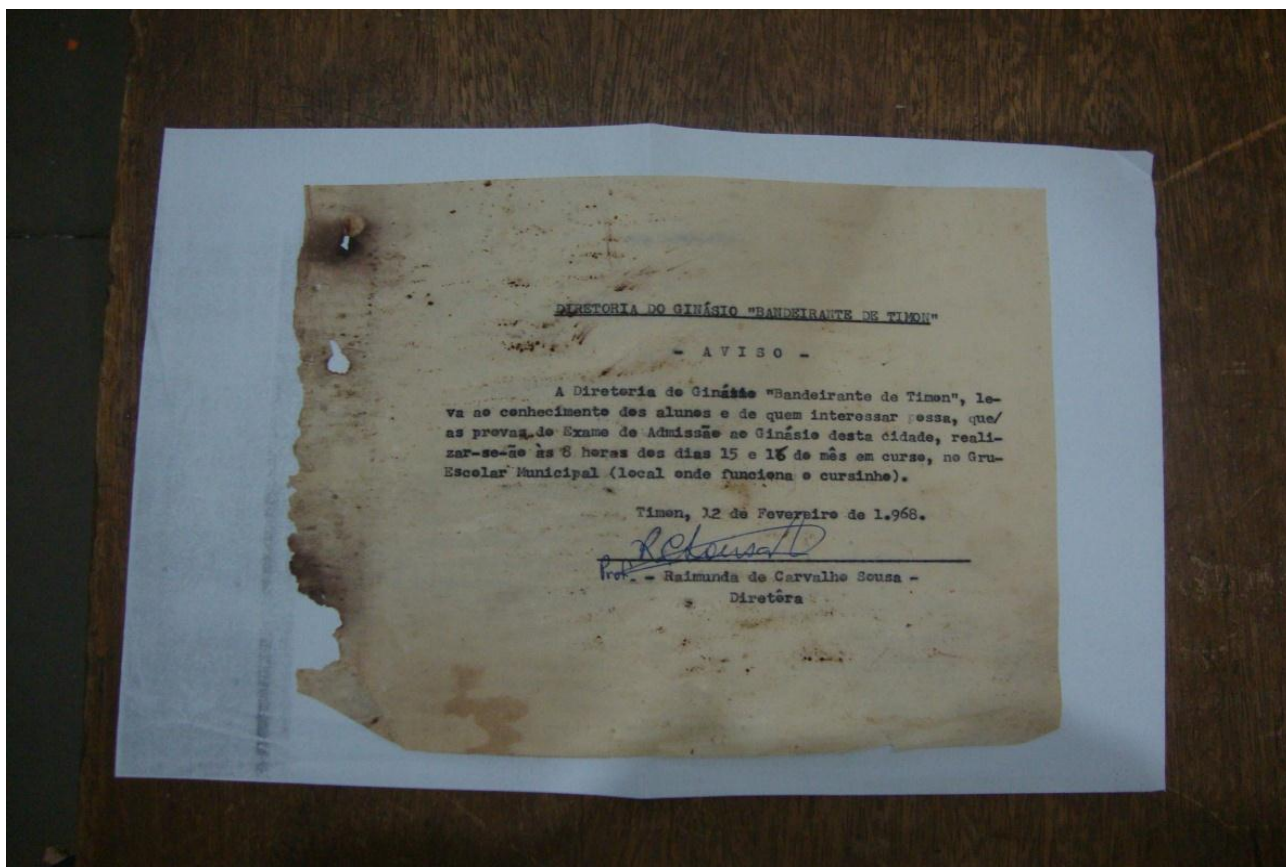 DIRETORIA DO GINÁSIO "BANDEIRANTE DE TIMON"
- A V I S O -
A Diretoria do Ginásio "Bandeirante de Timon", le-
va ao conhecimento dos alunos e de quem interessar possa, que/
as provas do Exame de Admissão ao Ginásio desta cidade, reali-
zar-se-ão às 8 horas dos dias 15 e 16 do mês em curso, no Gru-
Escolar Municipal (local onde funciona o cursinho).
Timon, 12 de Fevereiro de 1.968.
R C Sousa
Prof. - Raimunda de Carvalho Sousa -
Diretôra